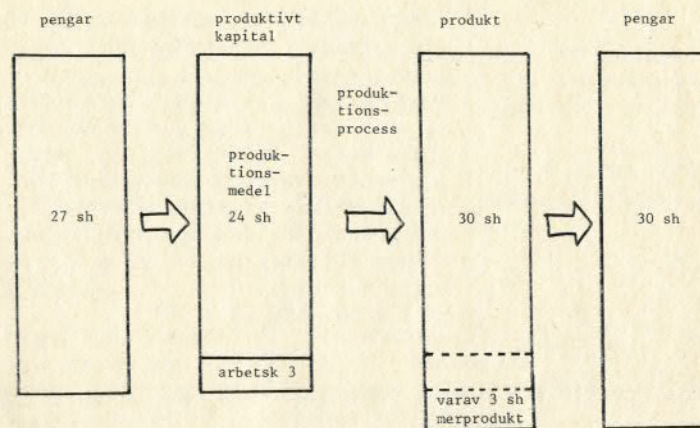 pengar
produktivt
kapital
produkt
pengar
produk-
tions-
process
produk-
tions-
medel
27 sh
24 sh
30 sh
30 sh
arbetsk 3
varav 3 sh
merprodukt